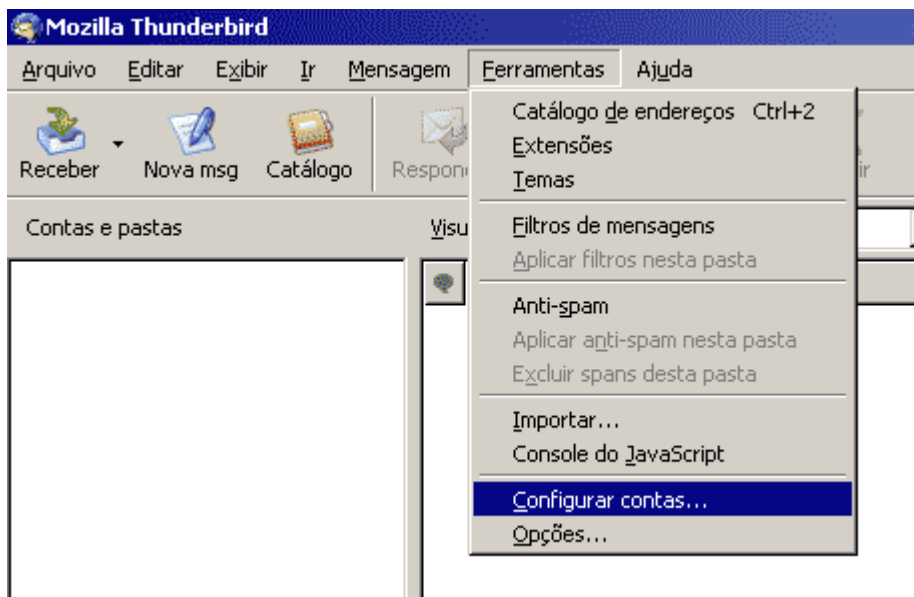 Mozilla Thunderbird
Arquivo Editar Exibir Ir Mensagem Ferramentas Ajuda
Receber Nova msg Catálogo
Contas e pastas
Catálogo de endereços Ctrl+2
Extensões
Temas
Filtros de mensagens
Aplicar filtros nesta pasta
Anti-spam
Aplicar anti-spam nesta pasta
Excluir spans desta pasta
Importar...
Console do JavaScript
Configurar contas...
Opções...